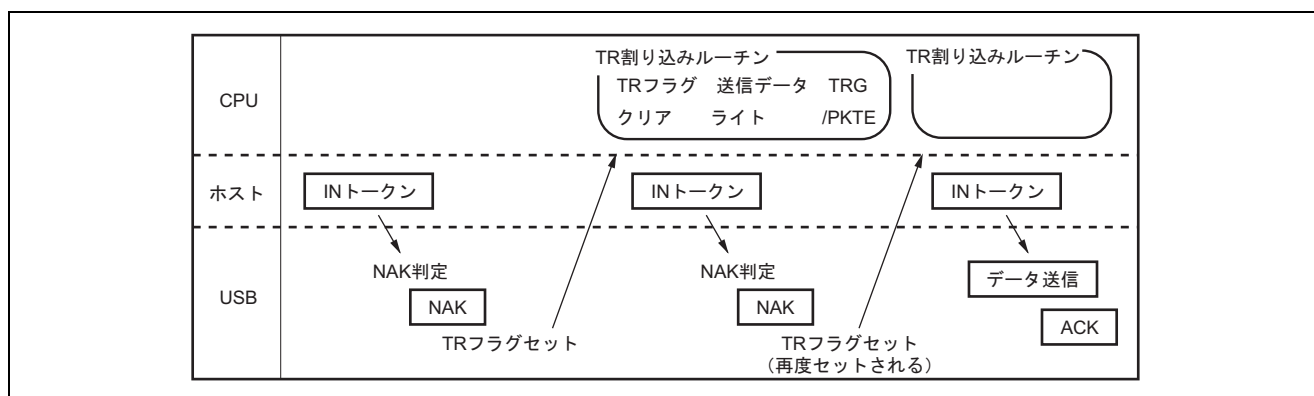 TR割り込みルーチン TR割り込みルーチン
TRフラグ 送信データ TRG
クリア ライト /PKTE
CPU
ホスト INトークン INトークン INトークン
NAK判定 NAK判定 データ送信
USB NAK NAK ACK
TRフラグセット TRフラグセット
（再度セットされる）